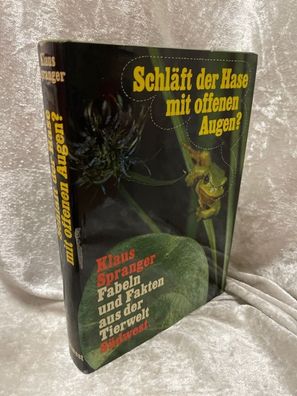 Klaus
Spranger
Schläft der Hase
mit offenen Augen?
Schläft der Hase
mit offenen
Augen?
Klaus
Spranger
Fabeln
und Fakten
aus der
Tierwelt
Südwest